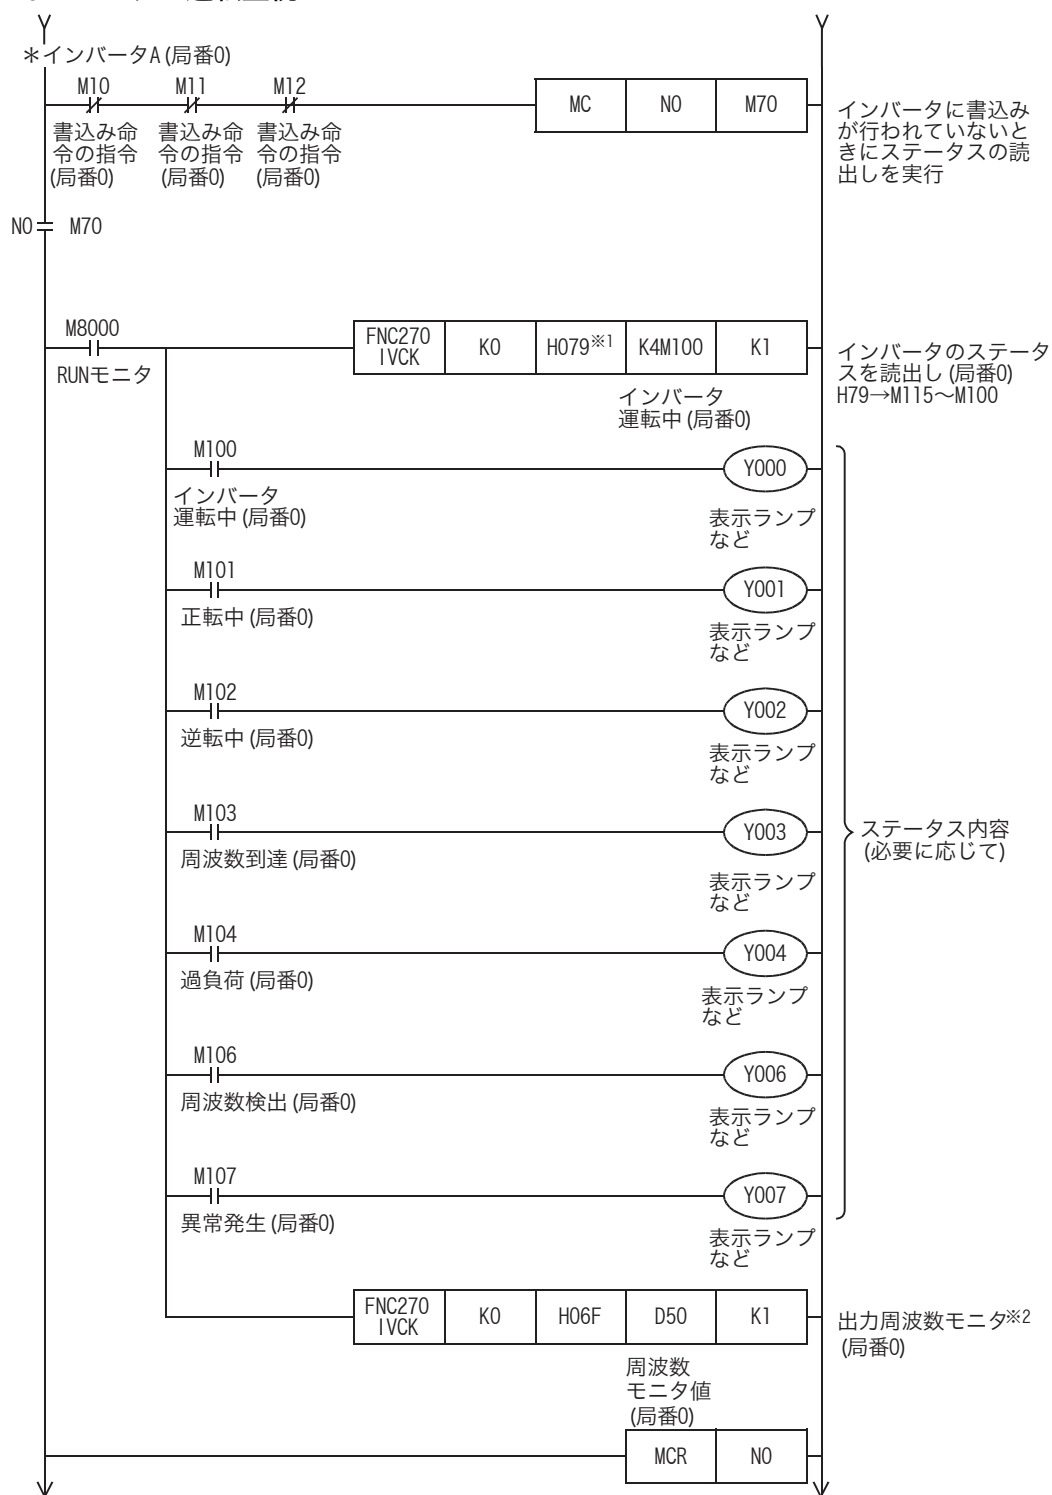 ＊インバータA (局番0)
M10 M11 M12
MC N0 M70
書込み命 書込み命 書込み命
令の指令 令の指令 令の指令
(局番0) (局番0) (局番0)
インバータに書込み
が行われていないと
きにステータスの読
出しを実行
N0 M70
M8000
RUNモニタ
FNC270
IVCK
K0 H079※1 K4M100 K1
インバータのステータ
スを読出し (局番0)
H79→M115～M100
インバータ
運転中 (局番0)
M100
Y000
インバータ
運転中 (局番0)
表示ランプ
など
M101
Y001
正転中 (局番0)
表示ランプ
など
M102
Y002
逆転中 (局番0)
表示ランプ
など
M103
Y003
周波数到達 (局番0)
表示ランプ
など
ステータス内容
(必要に応じて)
M104
Y004
過負荷 (局番0)
表示ランプ
など
M106
Y006
周波数検出 (局番0)
表示ランプ
など
M107
Y007
異常発生 (局番0)
表示ランプ
など
FNC270
IVCK
K0 H06F D50 K1
出力周波数モニタ※2
(局番0)
周波数
モニタ値
(局番0)
MCR N0